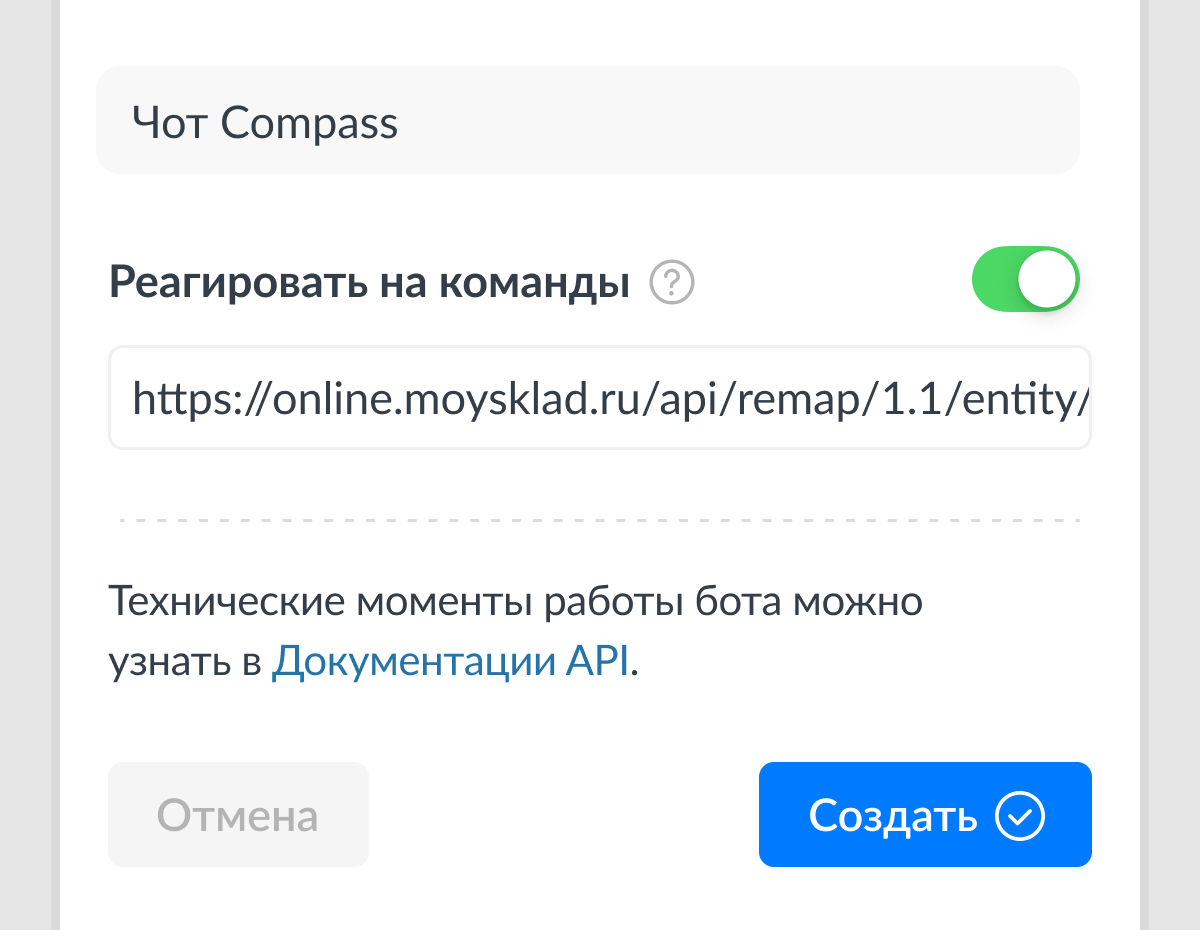 Чот Compass
Реагировать на команды ?
https://online.moysklad.ru/api/remap/1.1/entity/
Технические моменты работы бота можно
узнать в Документации API.
Отмена
Создать